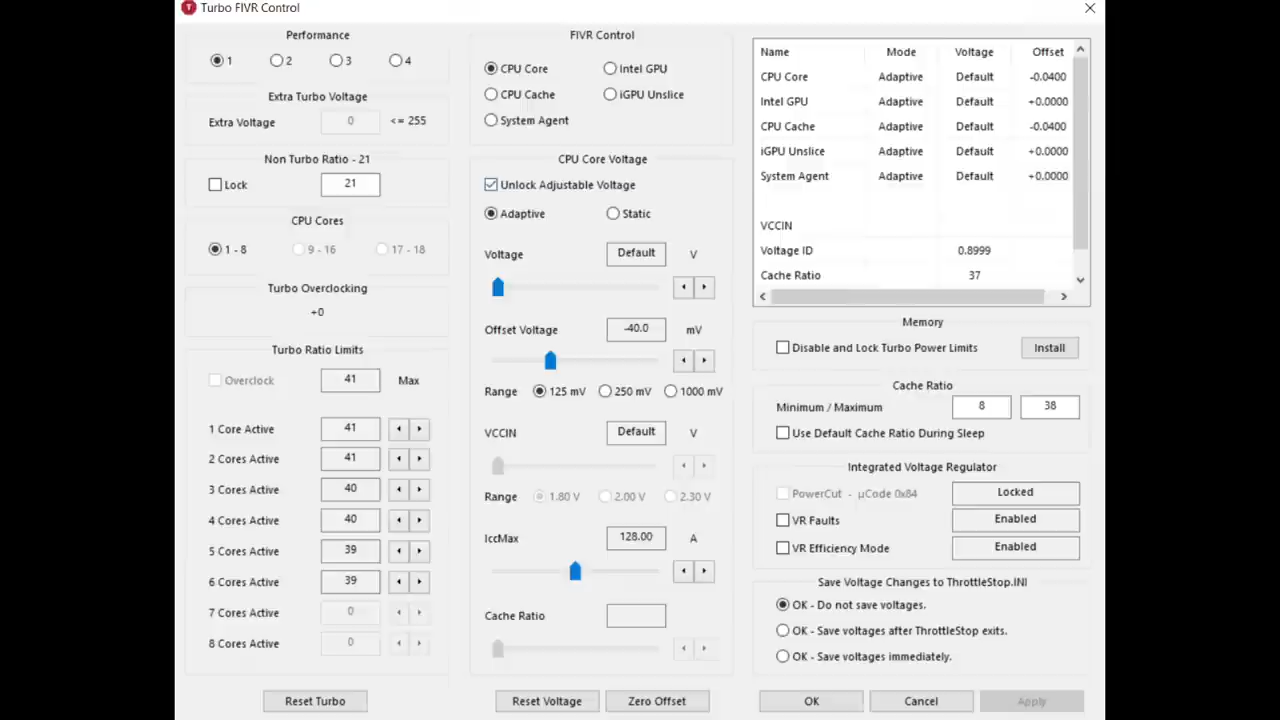 Turbo FIVR Control
Performance
1 2 3 4
Extra Turbo Voltage
Extra Voltage 0 <= 255
Non Turbo Ratio - 21
Lock 21
CPU Cores
1 - 8 9 - 16 17 - 18
Turbo Overclocking
+0
Turbo Ratio Limits
Overclock 41 Max
1 Core Active 41
2 Cores Active 41
3 Cores Active 40
4 Cores Active 40
5 Cores Active 39
6 Cores Active 39
7 Cores Active 0
8 Cores Active 0
Reset Turbo
FIVR Control
CPU Core Intel GPU
CPU Cache iGPU Unslice
System Agent
CPU Core Voltage
Unlock Adjustable Voltage
Adaptive Static
Voltage Default V
Offset Voltage -40.0 mV
Range 125 mV 250 mV 1000 mV
VCCIN Default V
Range 1.80 V 2.00 V 2.30 V
IccMax 128.00 A
Cache Ratio
Reset Voltage Zero Offset
Name Mode Voltage Offset
CPU Core Adaptive Default -0.0400
Intel GPU Adaptive Default +0.0000
CPU Cache Adaptive Default -0.0400
iGPU Unslice Adaptive Default +0.0000
System Agent Adaptive Default +0.0000
VCCIN
Voltage ID 0.8999
Cache Ratio 37
Memory
Disable and Lock Turbo Power Limits Install
Cache Ratio
Minimum / Maximum 8 38
Use Default Cache Ratio During Sleep
Integrated Voltage Regulator
PowerCut - µCode 0x84 Locked
VR Faults Enabled
VR Efficiency Mode Enabled
Save Voltage Changes to ThrottleStop.INI
OK - Do not save voltages.
OK - Save voltages after ThrottleStop exits.
OK - Save voltages immediately.
OK Cancel Apply